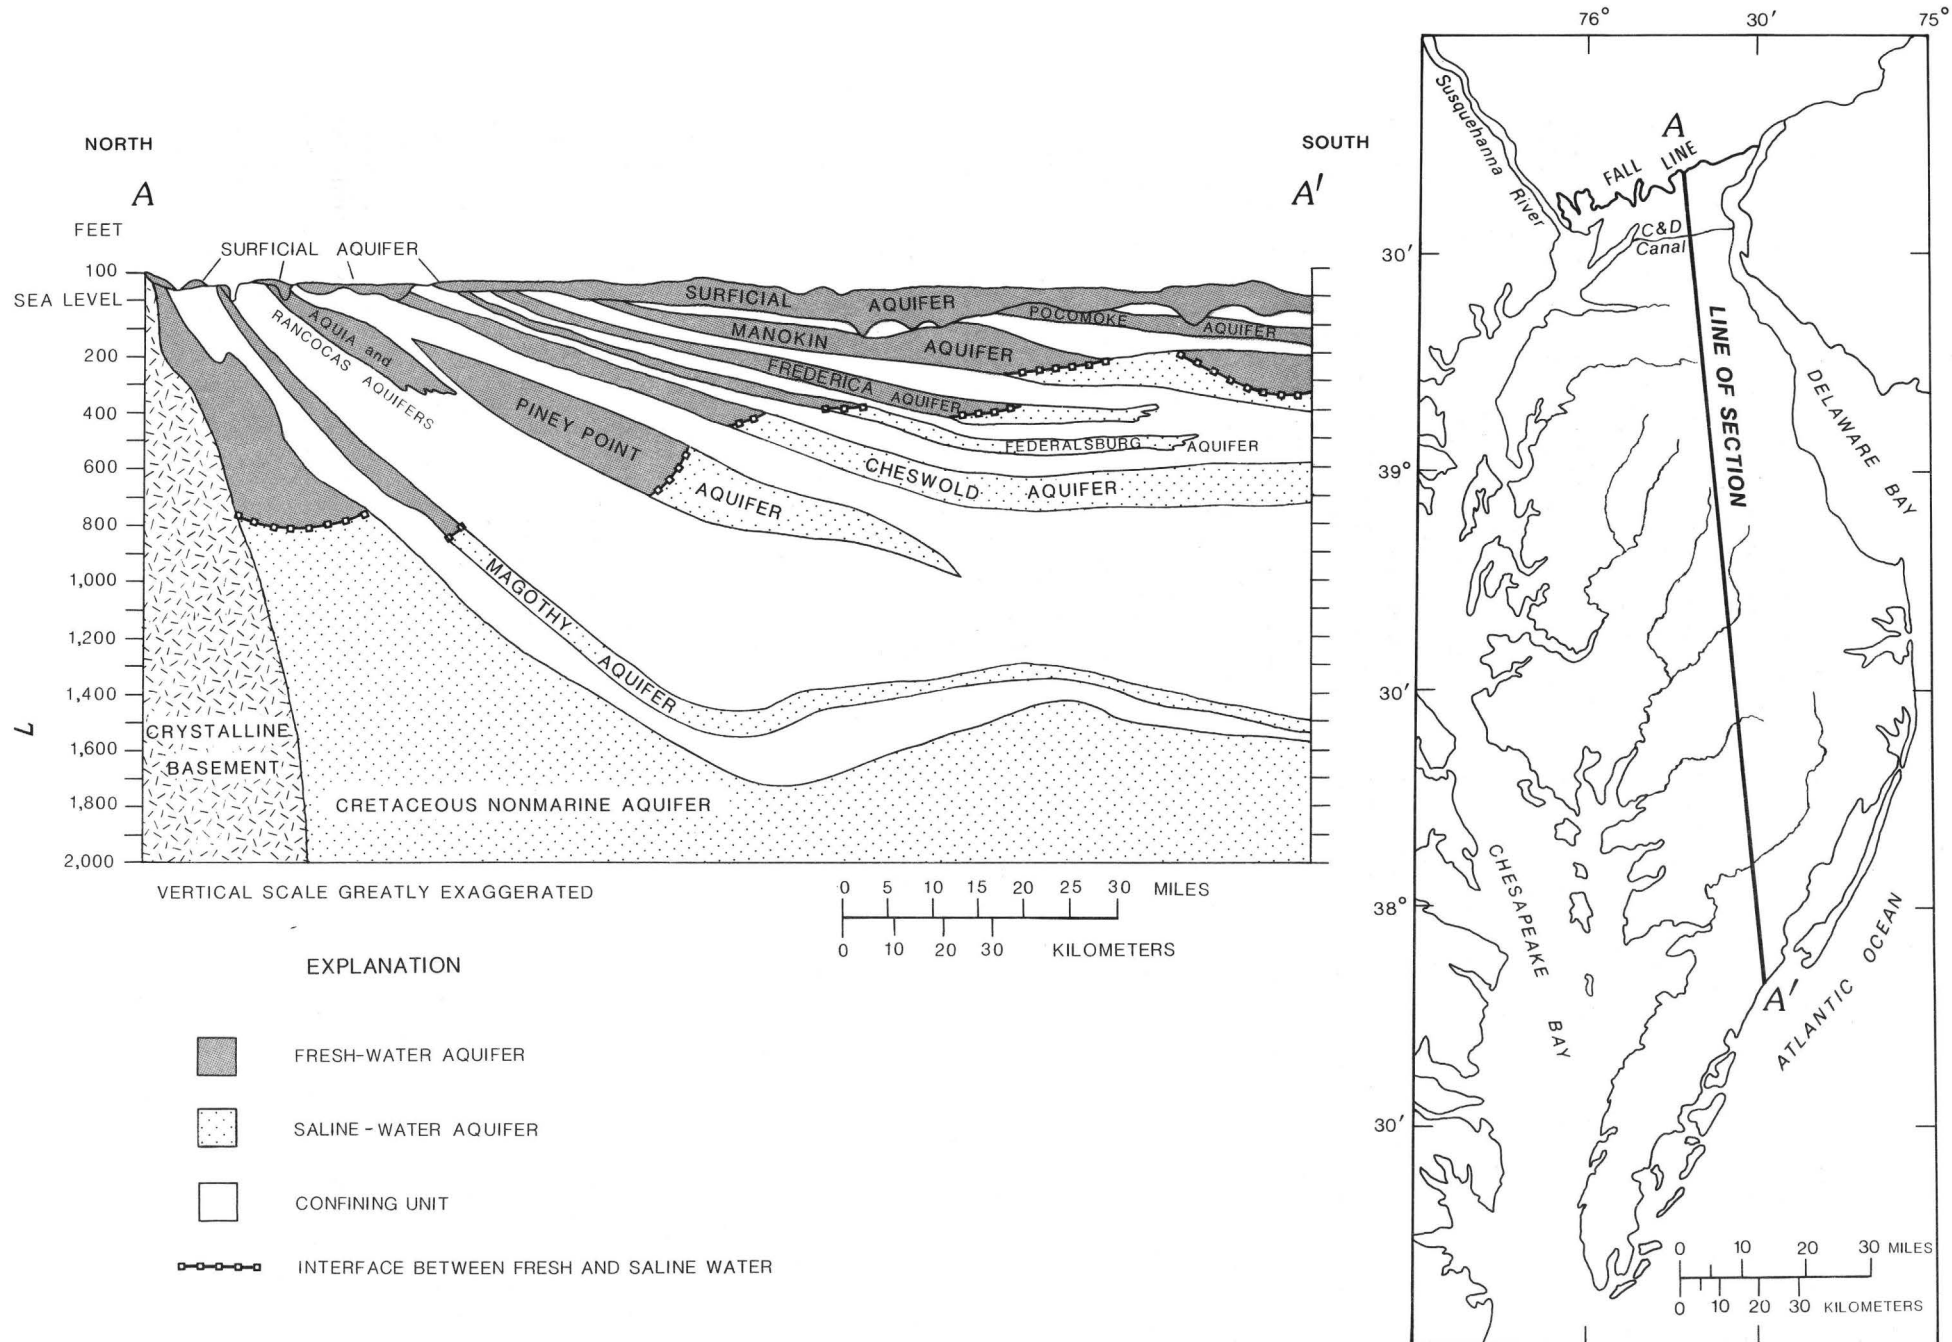 NORTH
SOUTH
A
A'
FEET
SURFICIAL AQUIFER
100
SEA LEVEL
200
400
600
800
1,000
1,200
1,400
1,600
1,800
2,000
L
SURFICIAL AQUIFER
POCOMOKE AQUIFER
MANOKIN AQUIFER
AQUIA and
RANCOCAS AQUIFERS
FREDERICA AQUIFER
PINEY POINT AQUIFER
FEDERALSBURG AQUIFER
CHESWOLD AQUIFER
MAGOTHY AQUIFER
CRYSTALLINE
BASEMENT
CRETACEOUS NONMARINE AQUIFER
VERTICAL SCALE GREATLY EXAGGERATED
0 5 10 15 20 25 30 MILES
0 10 20 30 KILOMETERS
EXPLANATION
FRESH-WATER AQUIFER
SALINE-WATER AQUIFER
CONFINING UNIT
INTERFACE BETWEEN FRESH AND SALINE WATER
76° 30' 75°
Susquehanna River
A
FALL LINE
C&D
Canal
30'
LINE OF SECTION
DELAWARE BAY
39°
30'
38°
CHESAPEAKE BAY
A'
ATLANTIC OCEAN
30'
0 10 20 30 MILES
0 10 20 30 KILOMETERS